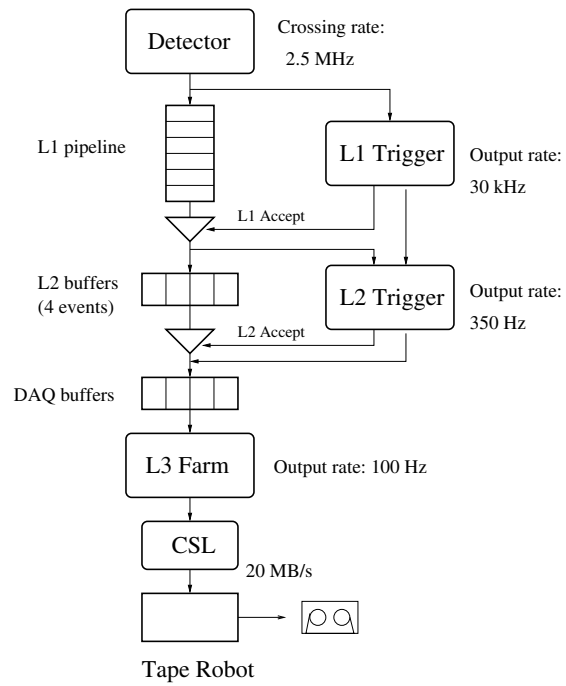 Detector
Crossing rate:
2.5 MHz
L1 pipeline
L1 Trigger
Output rate:
30 kHz
L1 Accept
L2 buffers
(4 events)
L2 Trigger
Output rate:
350 Hz
L2 Accept
DAQ buffers
L3 Farm
Output rate: 100 Hz
CSL
20 MB/s
Tape Robot